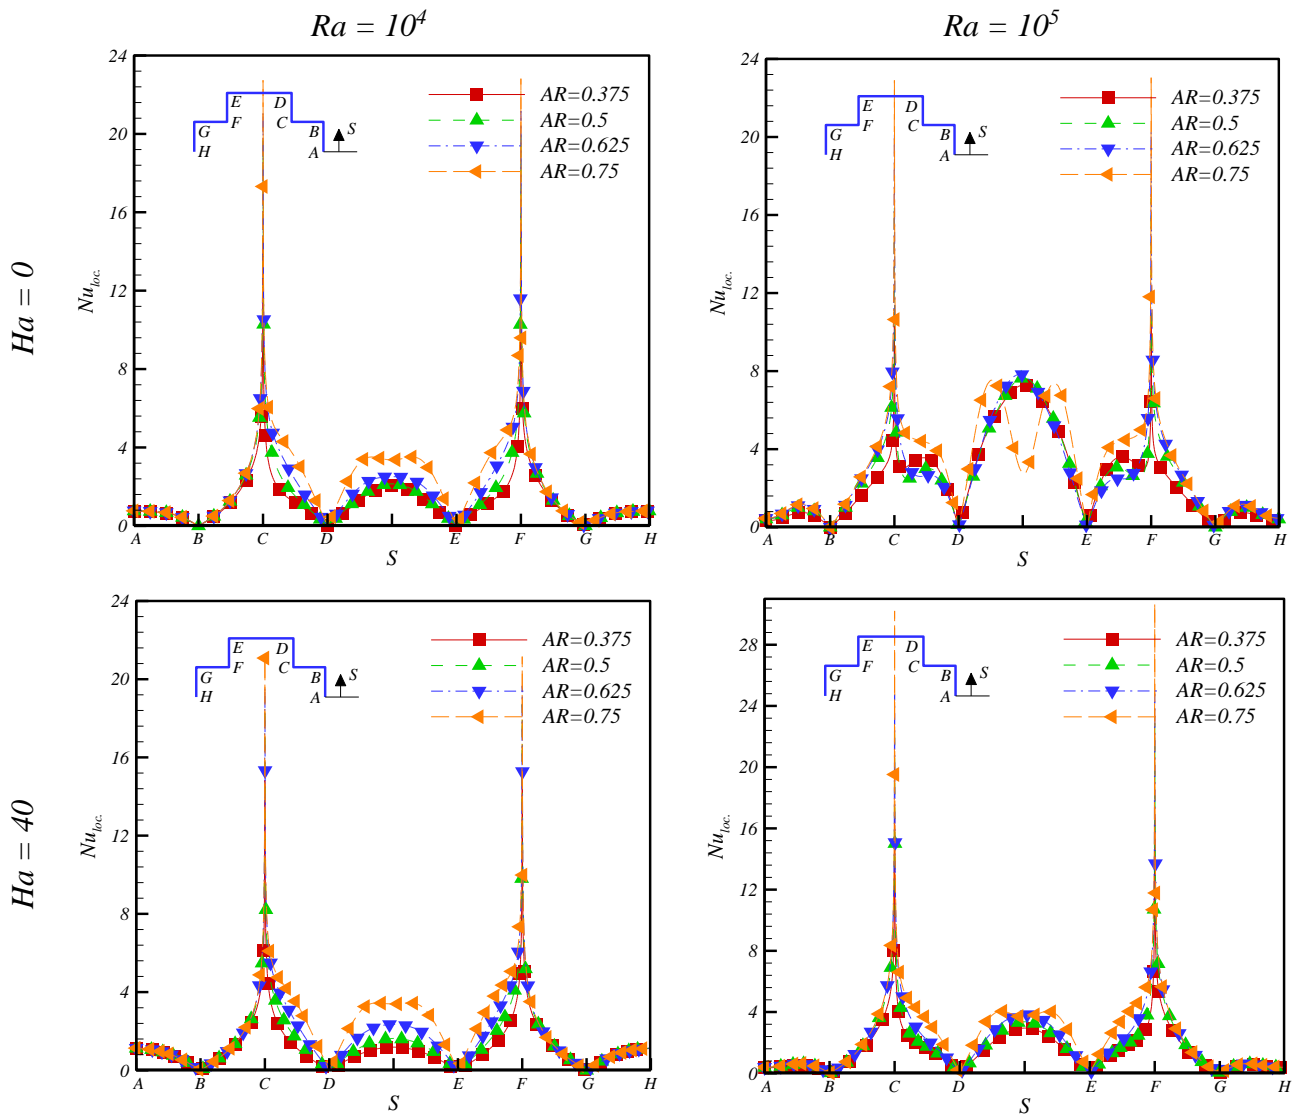 Ra = 10⁴
Ra = 10⁵
Ha = 0
Ha = 40
Nu_loc.
24
20
16
12
8
4
0
A B C D E F G H
S
E D
G F C B S
H A
AR=0.375
AR=0.5
AR=0.625
AR=0.75
Nu_loc.
24
20
16
12
8
4
0
A B C D E F G H
S
E D
G F C B S
H A
AR=0.375
AR=0.5
AR=0.625
AR=0.75
Nu_loc.
24
20
16
12
8
4
0
A B C D E F G H
S
E D
G F C B S
H A
AR=0.375
AR=0.5
AR=0.625
AR=0.75
Nu_loc.
28
24
20
16
12
8
4
0
A B C D E F G H
S
E D
G F C B S
H A
AR=0.375
AR=0.5
AR=0.625
AR=0.75